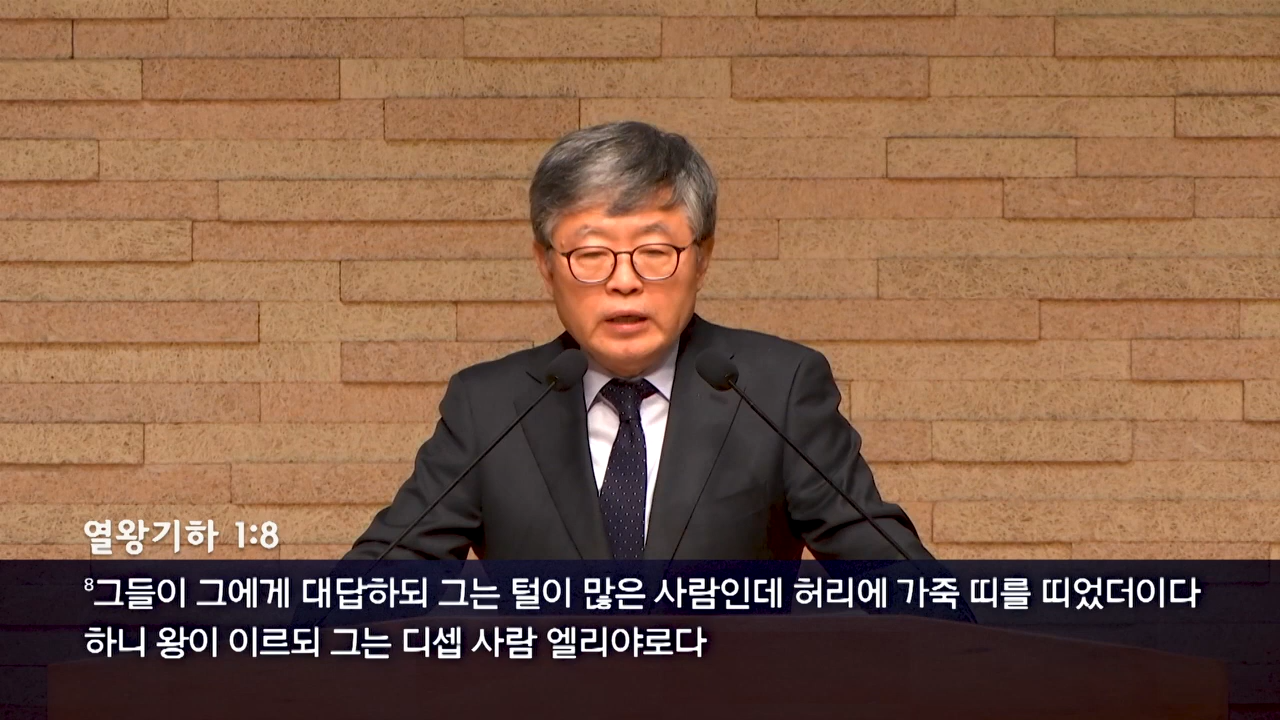 열왕기하 1:8
⁸그들이 그에게 대답하되 그는 털이 많은 사람인데 허리에 가죽 띠를 띠었더이다
하니 왕이 이르되 그는 디셉 사람 엘리야로다